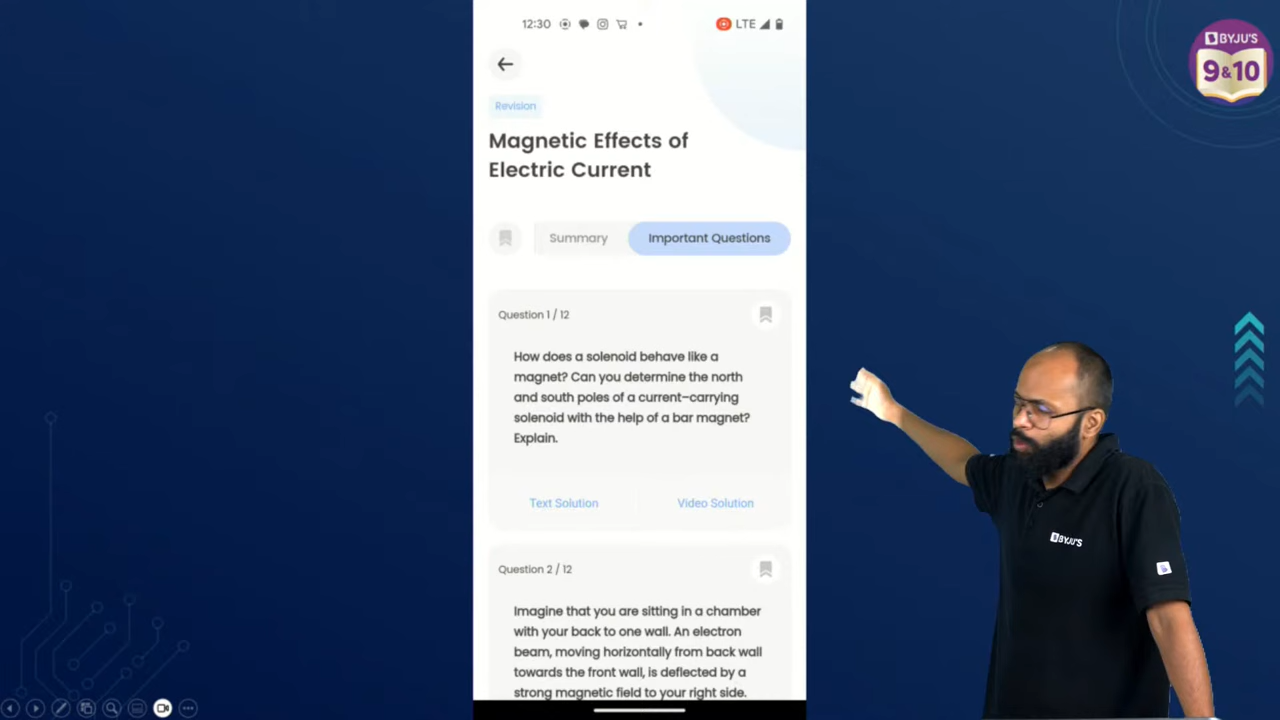 12:30
LTE
BYJU'S
9&10
Revision
Magnetic Effects of
Electric Current
Summary
Important Questions
Question 1 / 12
How does a solenoid behave like a
magnet? Can you determine the north
and south poles of a current–carrying
solenoid with the help of a bar magnet?
Explain.
Text Solution
Video Solution
BYJU'S
Question 2 / 12
Imagine that you are sitting in a chamber
with your back to one wall. An electron
beam, moving horizontally from back wall
towards the front wall, is deflected by a
strong magnetic field to your right side.